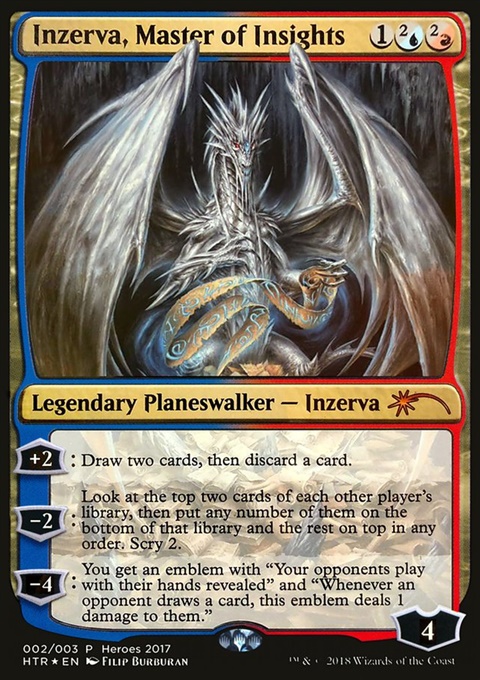 Inzerva, Master of Insights 1 2 2
Legendary Planeswalker — Inzerva
+2 : Draw two cards, then discard a card.
Look at the top two cards of each other player's
library, then put any number of them on the
-2 : bottom of that library and the rest on top in any
order. Scry 2.
You get an emblem with “Your opponents play
-4 : with their hands revealed” and “Whenever an
opponent draws a card, this emblem deals 1
damage to them.”
4
002/003 P Heroes 2017
HTR★EN Filip Burburan
™ & © 2018 Wizards of the Coast